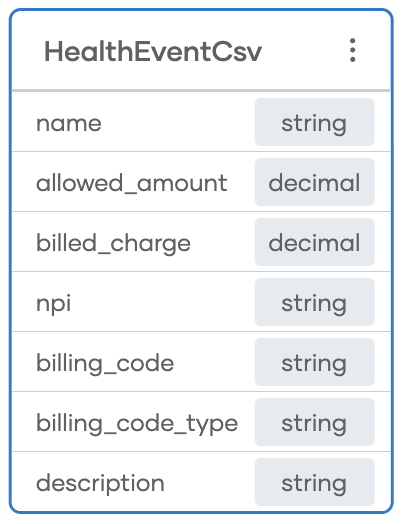 HealthEventCsv
name string
allowed_amount decimal
billed_charge decimal
npi string
billing_code string
billing_code_type string
description string